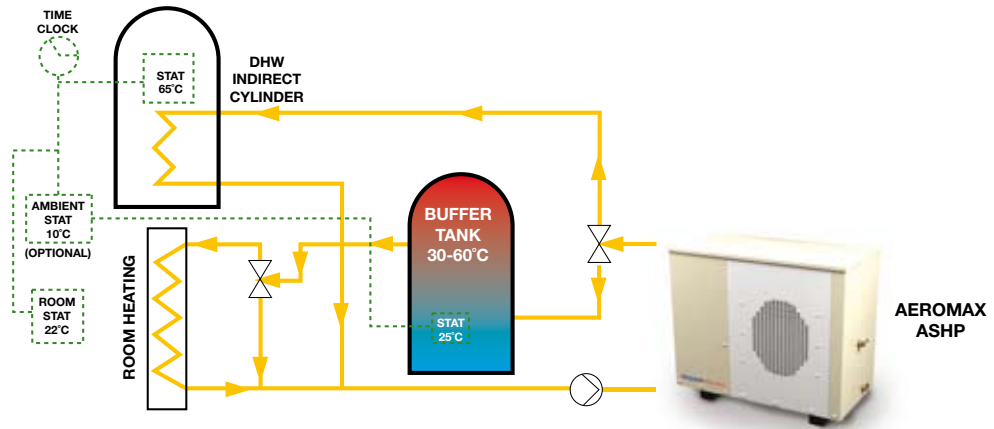 TIME
CLOCK
STAT
65°C
DHW
INDIRECT
CYLINDER
AMBIENT
STAT
10°C
(OPTIONAL)
ROOM
STAT
22°C
ROOM HEATING
BUFFER
TANK
30-60°C
STAT
25°C
AEROMAX
ASHP